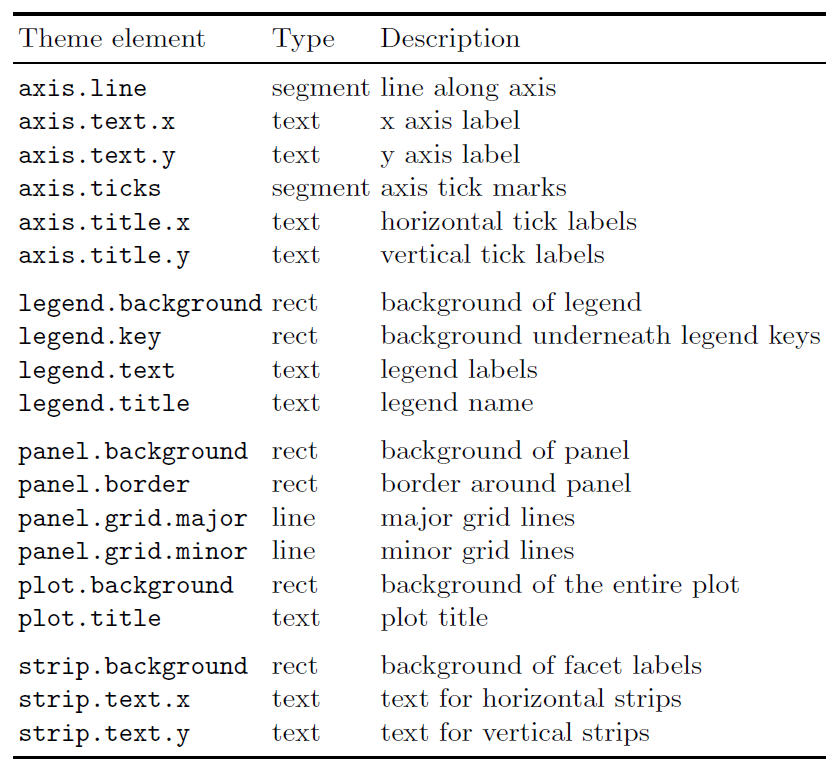 Theme element Type Description
axis.line segment line along axis
axis.text.x text x axis label
axis.text.y text y axis label
axis.ticks segment axis tick marks
axis.title.x text horizontal tick labels
axis.title.y text vertical tick labels
legend.background rect background of legend
legend.key rect background underneath legend keys
legend.text text legend labels
legend.title text legend name
panel.background rect background of panel
panel.border rect border around panel
panel.grid.major line major grid lines
panel.grid.minor line minor grid lines
plot.background rect background of the entire plot
plot.title text plot title
strip.background rect background of facet labels
strip.text.x text text for horizontal strips
strip.text.y text text for vertical strips